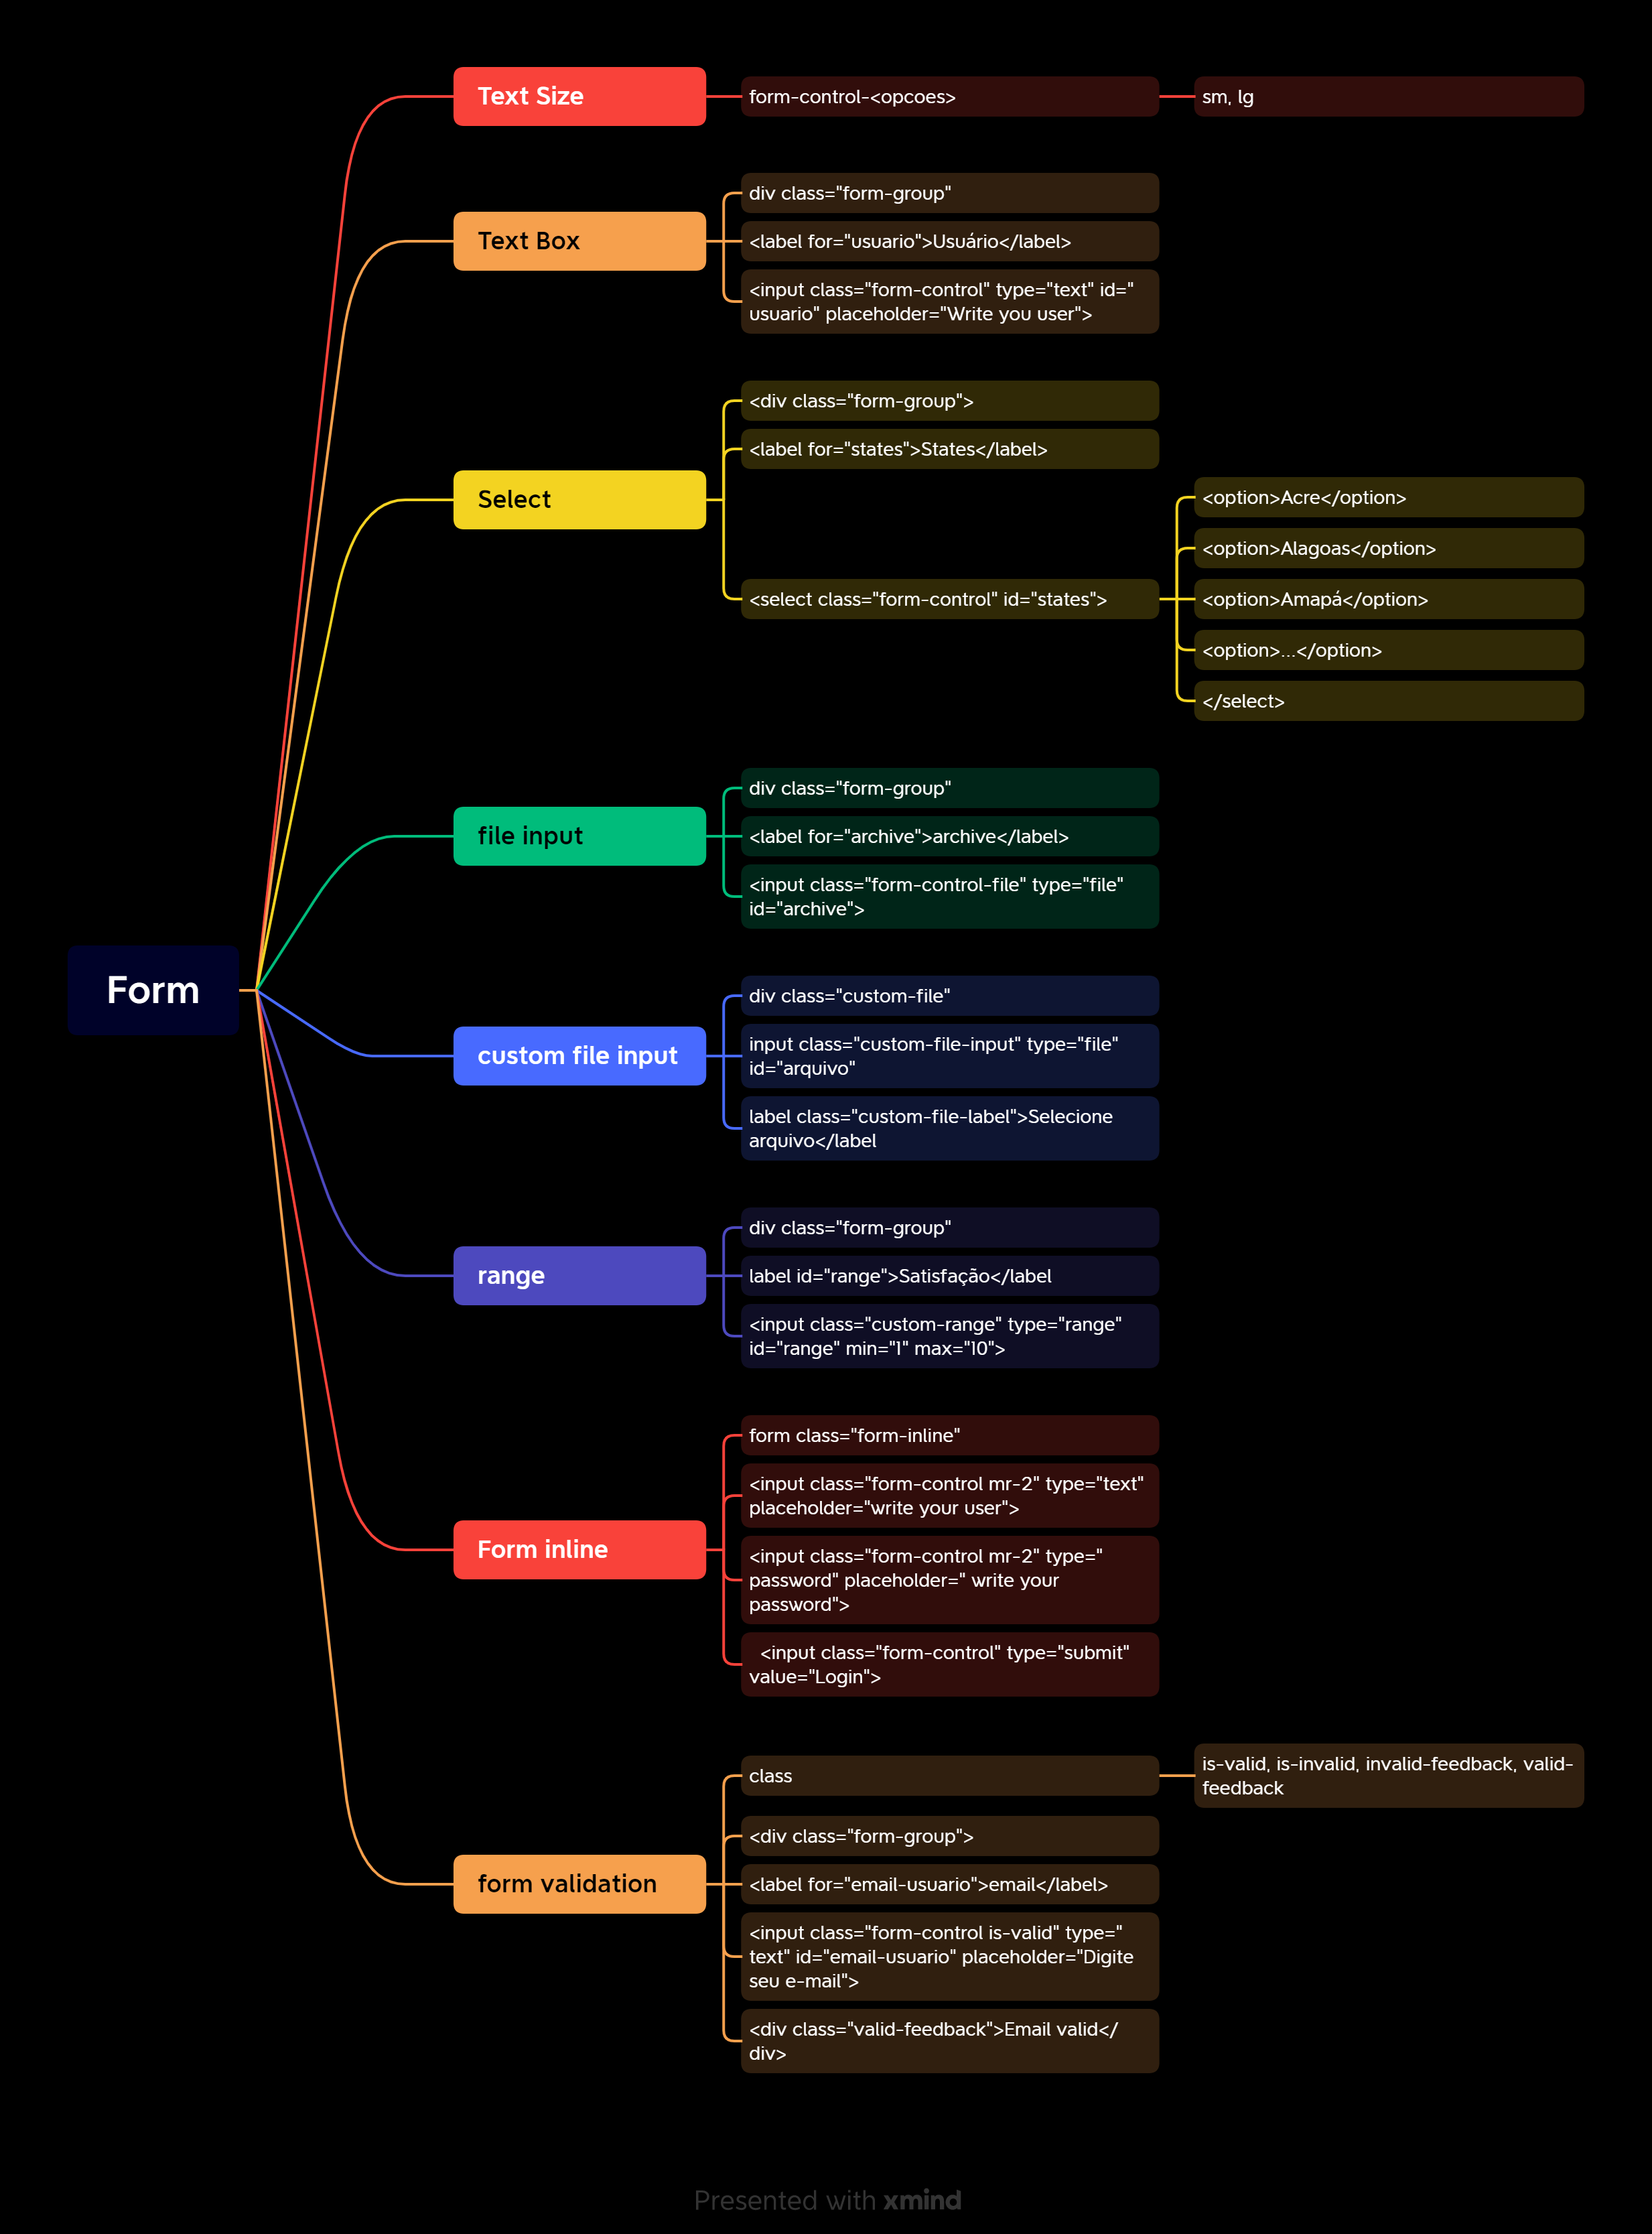 Text Size
form-control-<opcoes>
sm, lg
Text Box
div class="form-group"
<label for="usuario">Usuário</label>
<input class="form-control" type="text" id="
usuario" placeholder="Write you user">
Select
<div class="form-group">
<label for="states">States</label>
<select class="form-control" id="states">
<option>Acre</option>
<option>Alagoas</option>
<option>Amapá</option>
<option>...</option>
</select>
file input
div class="form-group"
<label for="archive">archive</label>
<input class="form-control-file" type="file"
id="archive">
Form
custom file input
div class="custom-file"
input class="custom-file-input" type="file"
id="arquivo"
label class="custom-file-label">Selecione
arquivo</label
range
div class="form-group"
label id="range">Satisfação</label
<input class="custom-range" type="range"
id="range" min="1" max="10">
Form inline
form class="form-inline"
<input class="form-control mr-2" type="text"
placeholder="write your user">
<input class="form-control mr-2" type="
password" placeholder=" write your
password">
<input class="form-control" type="submit"
value="Login">
form validation
class
is-valid, is-invalid, invalid-feedback, valid-
feedback
<div class="form-group">
<label for="email-usuario">email</label>
<input class="form-control is-valid" type="
text" id="email-usuario" placeholder="Digite
seu e-mail">
<div class="valid-feedback">Email valid</
div>
Presented with xmind